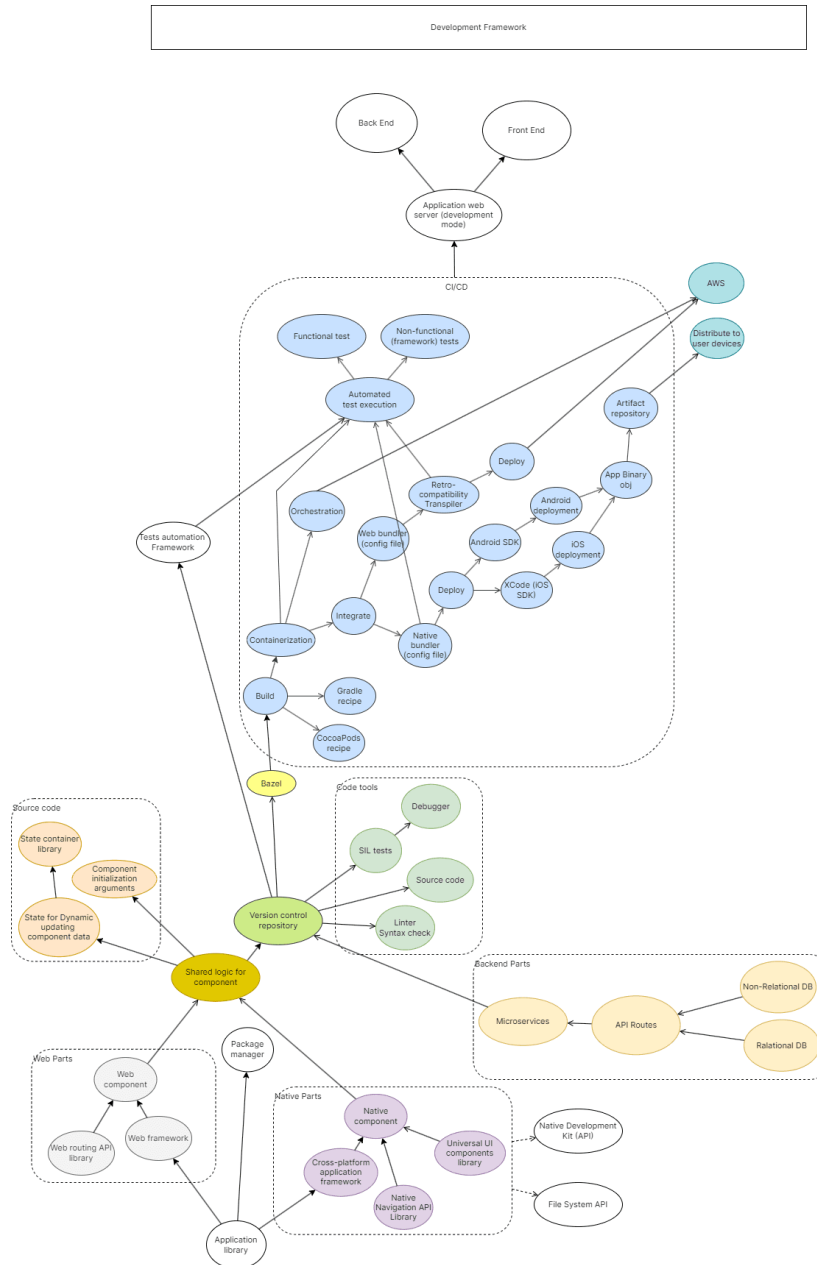 Development Framework
Back End
Front End
Application web
server (development
mode)
CI/CD
AWS
Functional test
Non-functional
(framework) tests
Distribute to
user devices
Automated
test execution
Artifact
repository
Deploy
Retro-
compatibility
Transpiler
App Binary
obj
Orchestration
Android
deployment
Tests automation
Framework
Web bundler
(config file)
Android SDK
iOS
deployment
Deploy
XCode (iOS
SDK)
Integrate
Containerization
Native
bundler
(config file)
Build
Gradle
recipe
CocoaPods
recipe
Bazel
Code tools
Source code
Debugger
State container
library
SIL tests
Component
initialization
arguments
Source code
State for Dynamic
updating
component data
Version control
repository
Linter
Syntax check
Shared logic for
component
Backend Parts
Non-Relational DB
Microservices
API Routes
Ralational DB
Package
manager
Web Parts
Web
component
Native Parts
Native
component
Native Development
Kit (API)
Web framework
Web routing API
library
Universal UI
components
library
Cross-platform
application
framework
Native
Navigation API
Library
File System API
Application
library